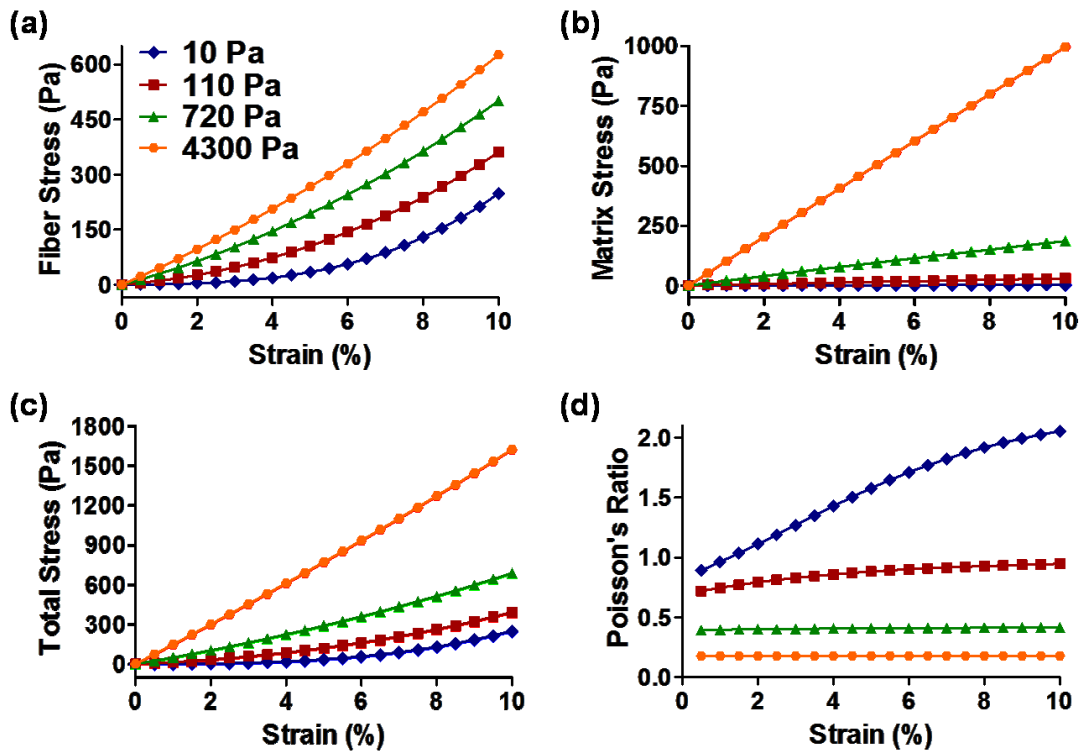 (a)
Fiber Stress (Pa)
600
450
300
150
0
10 Pa
110 Pa
720 Pa
4300 Pa
0 2 4 6 8 10
Strain (%)
(b)
Matrix Stress (Pa)
1000
750
500
250
0
0 2 4 6 8 10
Strain (%)
(c)
Total Stress (Pa)
1800
1500
1200
900
600
300
0
0 2 4 6 8 10
Strain (%)
(d)
Poisson's Ratio
2.0
1.5
1.0
0.5
0.0
0 2 4 6 8 10
Strain (%)